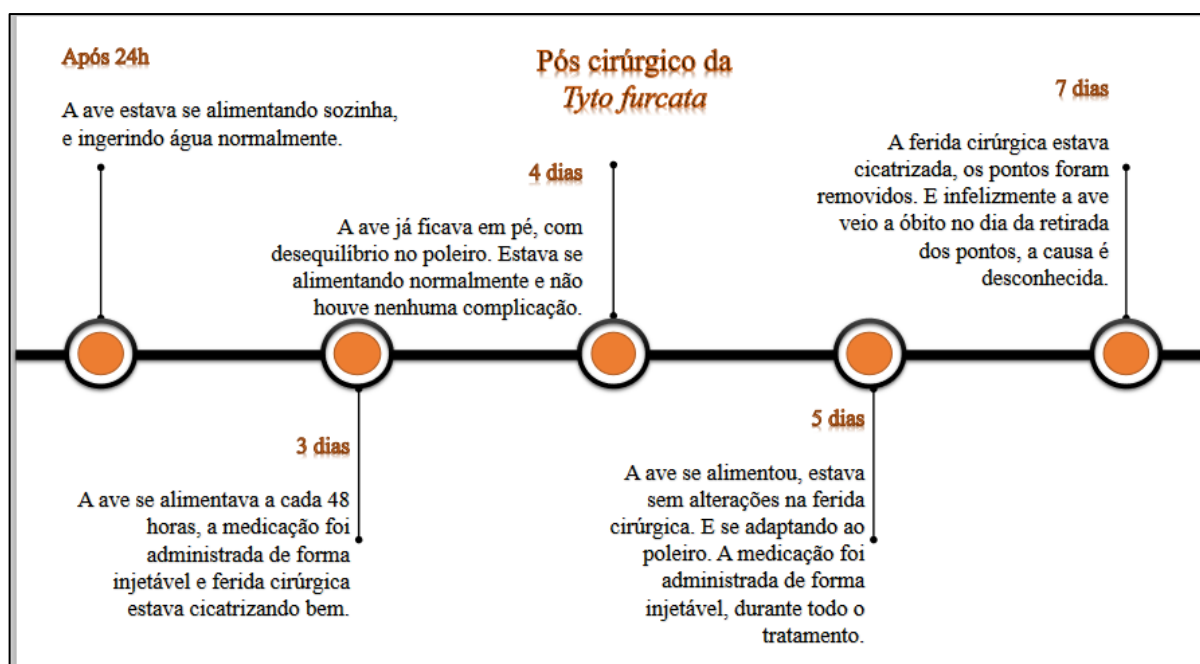 Pós cirúrgico da
Tyto furcata
Após 24h
A ave estava se alimentando sozinha,
e ingerindo água normalmente.
3 dias
A ave se alimentava a cada 48
horas, a medicação foi
administrada de forma
injetável e ferida cirúrgica
estava cicatrizando bem.
4 dias
A ave já ficava em pé, com
desequilíbrio no poleiro. Estava se
alimentando normalmente e não
houve nenhuma complicação.
5 dias
A ave se alimentou, estava
sem alterações na ferida
cirúrgica. E se adaptando ao
poleiro. A medicação foi
administrada de forma
injetável, durante todo o
tratamento.
7 dias
A ferida cirúrgica estava
cicatrizada, os pontos foram
removidos. E infelizmente a ave
veio a óbito no dia da retirada
dos pontos, a causa é
desconhecida.